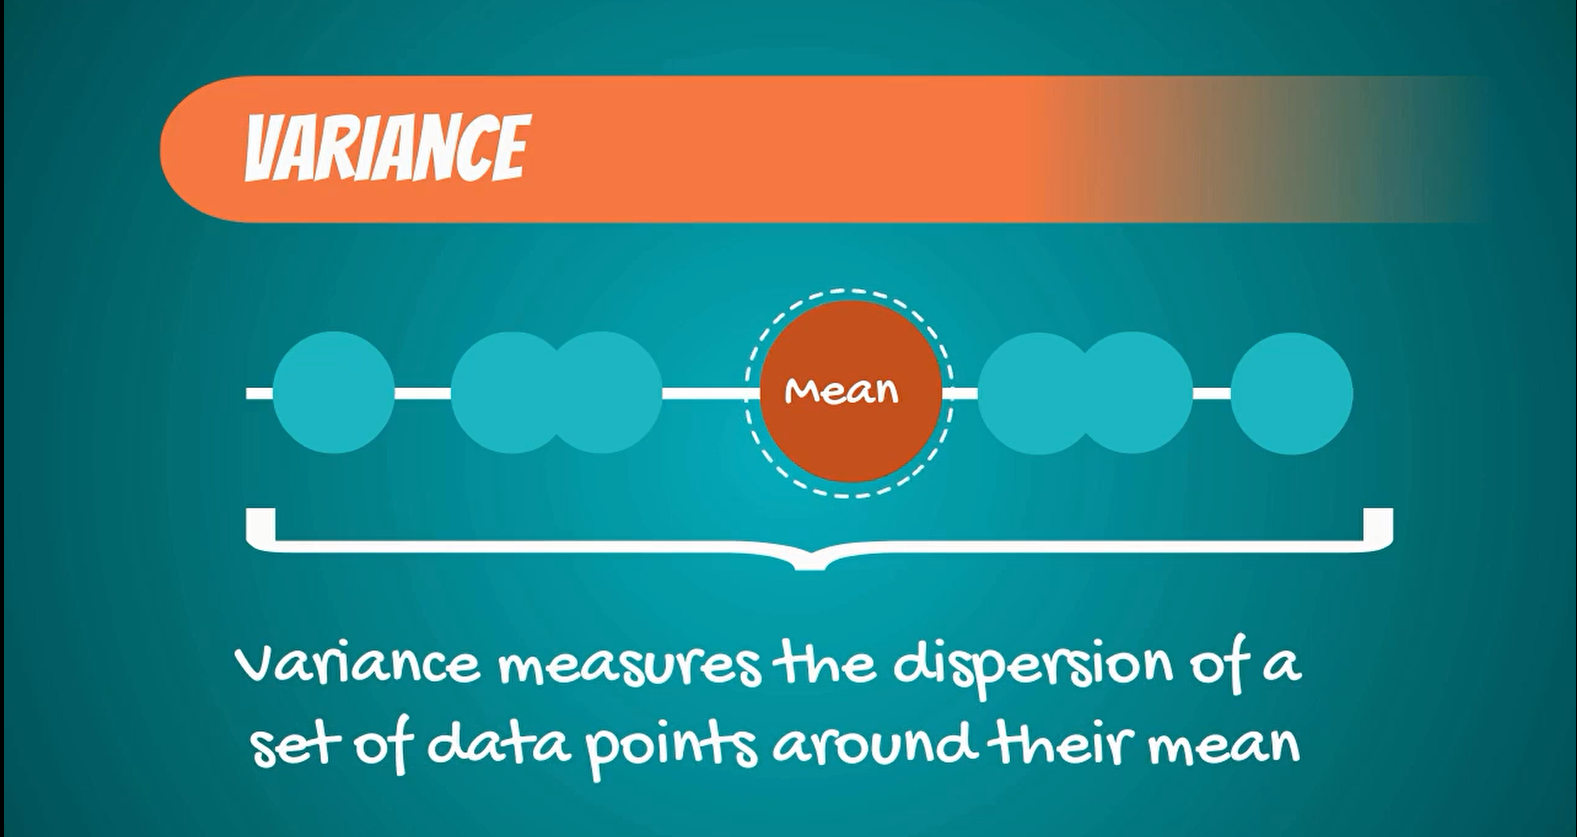 VARIANCE
Mean
Variance measures the dispersion of a
set of data points around their mean